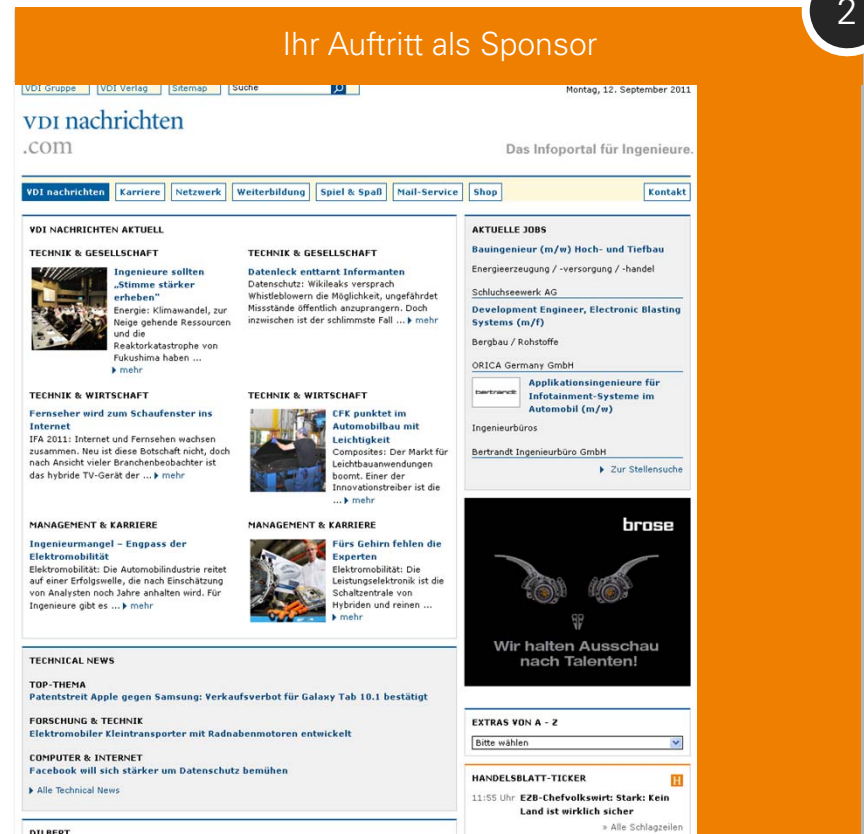 2
Ihr Auftritt als Sponsor
VDI Gruppe
VDI Verlag
Sitemap
Suche
Montag, 12. September 2011
VDI nachrichten
.com
Das Infoportal für Ingenieure.
VDI nachrichten
Karriere
Netzwerk
Weiterbildung
Spiel & Spaß
Mail-Service
Shop
Kontakt
VDI NACHRICHTEN AKTUELL
TECHNIK & GESELLSCHAFT
Ingenieure sollten
„Stimme stärker
erheben"
Energie: Klimawandel, zur
Neige gehende Ressourcen
und die
Reaktorkatastrophe von
Fukushima haben ...
mehr
TECHNIK & GESELLSCHAFT
Datenleck enttarnt Informanten
Datenschutz: Wikileaks versprach
Whistleblowern die Möglichkeit, ungefährdet
Missstände öffentlich anzuprangern. Doch
inzwischen ist der schlimmste Fall ... mehr
TECHNIK & WIRTSCHAFT
Fernseher wird zum Schaufenster ins
Internet
IFA 2011: Internet und Fernsehen wachsen
zusammen. Neu ist diese Botschaft nicht, doch
nach Ansicht vieler Branchenbeobachter ist
das hybride TV-Gerät der ... mehr
TECHNIK & WIRTSCHAFT
CFK punktet im
Automobilbau mit
Leichtigkeit
Composites: Der Markt für
Leichtbauanwendungen
boomt. Einer der
Innovationstreiber ist die
... mehr
MANAGEMENT & KARRIERE
Ingenieurmangel – Engpass der
Elektromobilität
Elektromobilität: Die Automobilindustrie reitet
auf einer Erfolgswelle, die nach Einschätzung
von Analysten noch Jahre anhalten wird. Für
Ingenieure gibt es ... mehr
MANAGEMENT & KARRIERE
Fürs Gehirn fehlen die
Experten
Elektromobilität: Die
Leistungselektronik ist die
Schaltzentrale von
Hybriden und reinen ...
mehr
TECHNICAL NEWS
TOP-THEMA
Patentstreit Apple gegen Samsung: Verkaufsverbot für Galaxy Tab 10.1 bestätigt
FORSCHUNG & TECHNIK
Elektromobiler Kleintransporter mit Radnabenmotoren entwickelt
COMPUTER & INTERNET
Facebook will sich stärker um Datenschutz bemühen
Alle Technical News
DILBERT
AKTUELLE JOBS
Bauingenieur (m/w) Hoch- und Tiefbau
Energieerzeugung / -versorgung / -handel
Schluchseewerk AG
Development Engineer, Electronic Blasting
Systems (m/f)
Bergbau / Rohstoffe
ORICA Germany GmbH
bertrandt
Applikationsingenieure für
Infotainment-Systeme im
Automobil (m/w)
Ingenieurbüros
Bertrandt Ingenieurbüro GmbH
Zur Stellensuche
brose
Wir halten Ausschau
nach Talenten!
EXTRAS VON A - Z
Bitte wählen
HANDELSBLATT-TICKER
H
11:55 Uhr EZB-Chefvolkswirt: Stark: Kein
Land ist wirklich sicher
» Alle Schlagzeilen